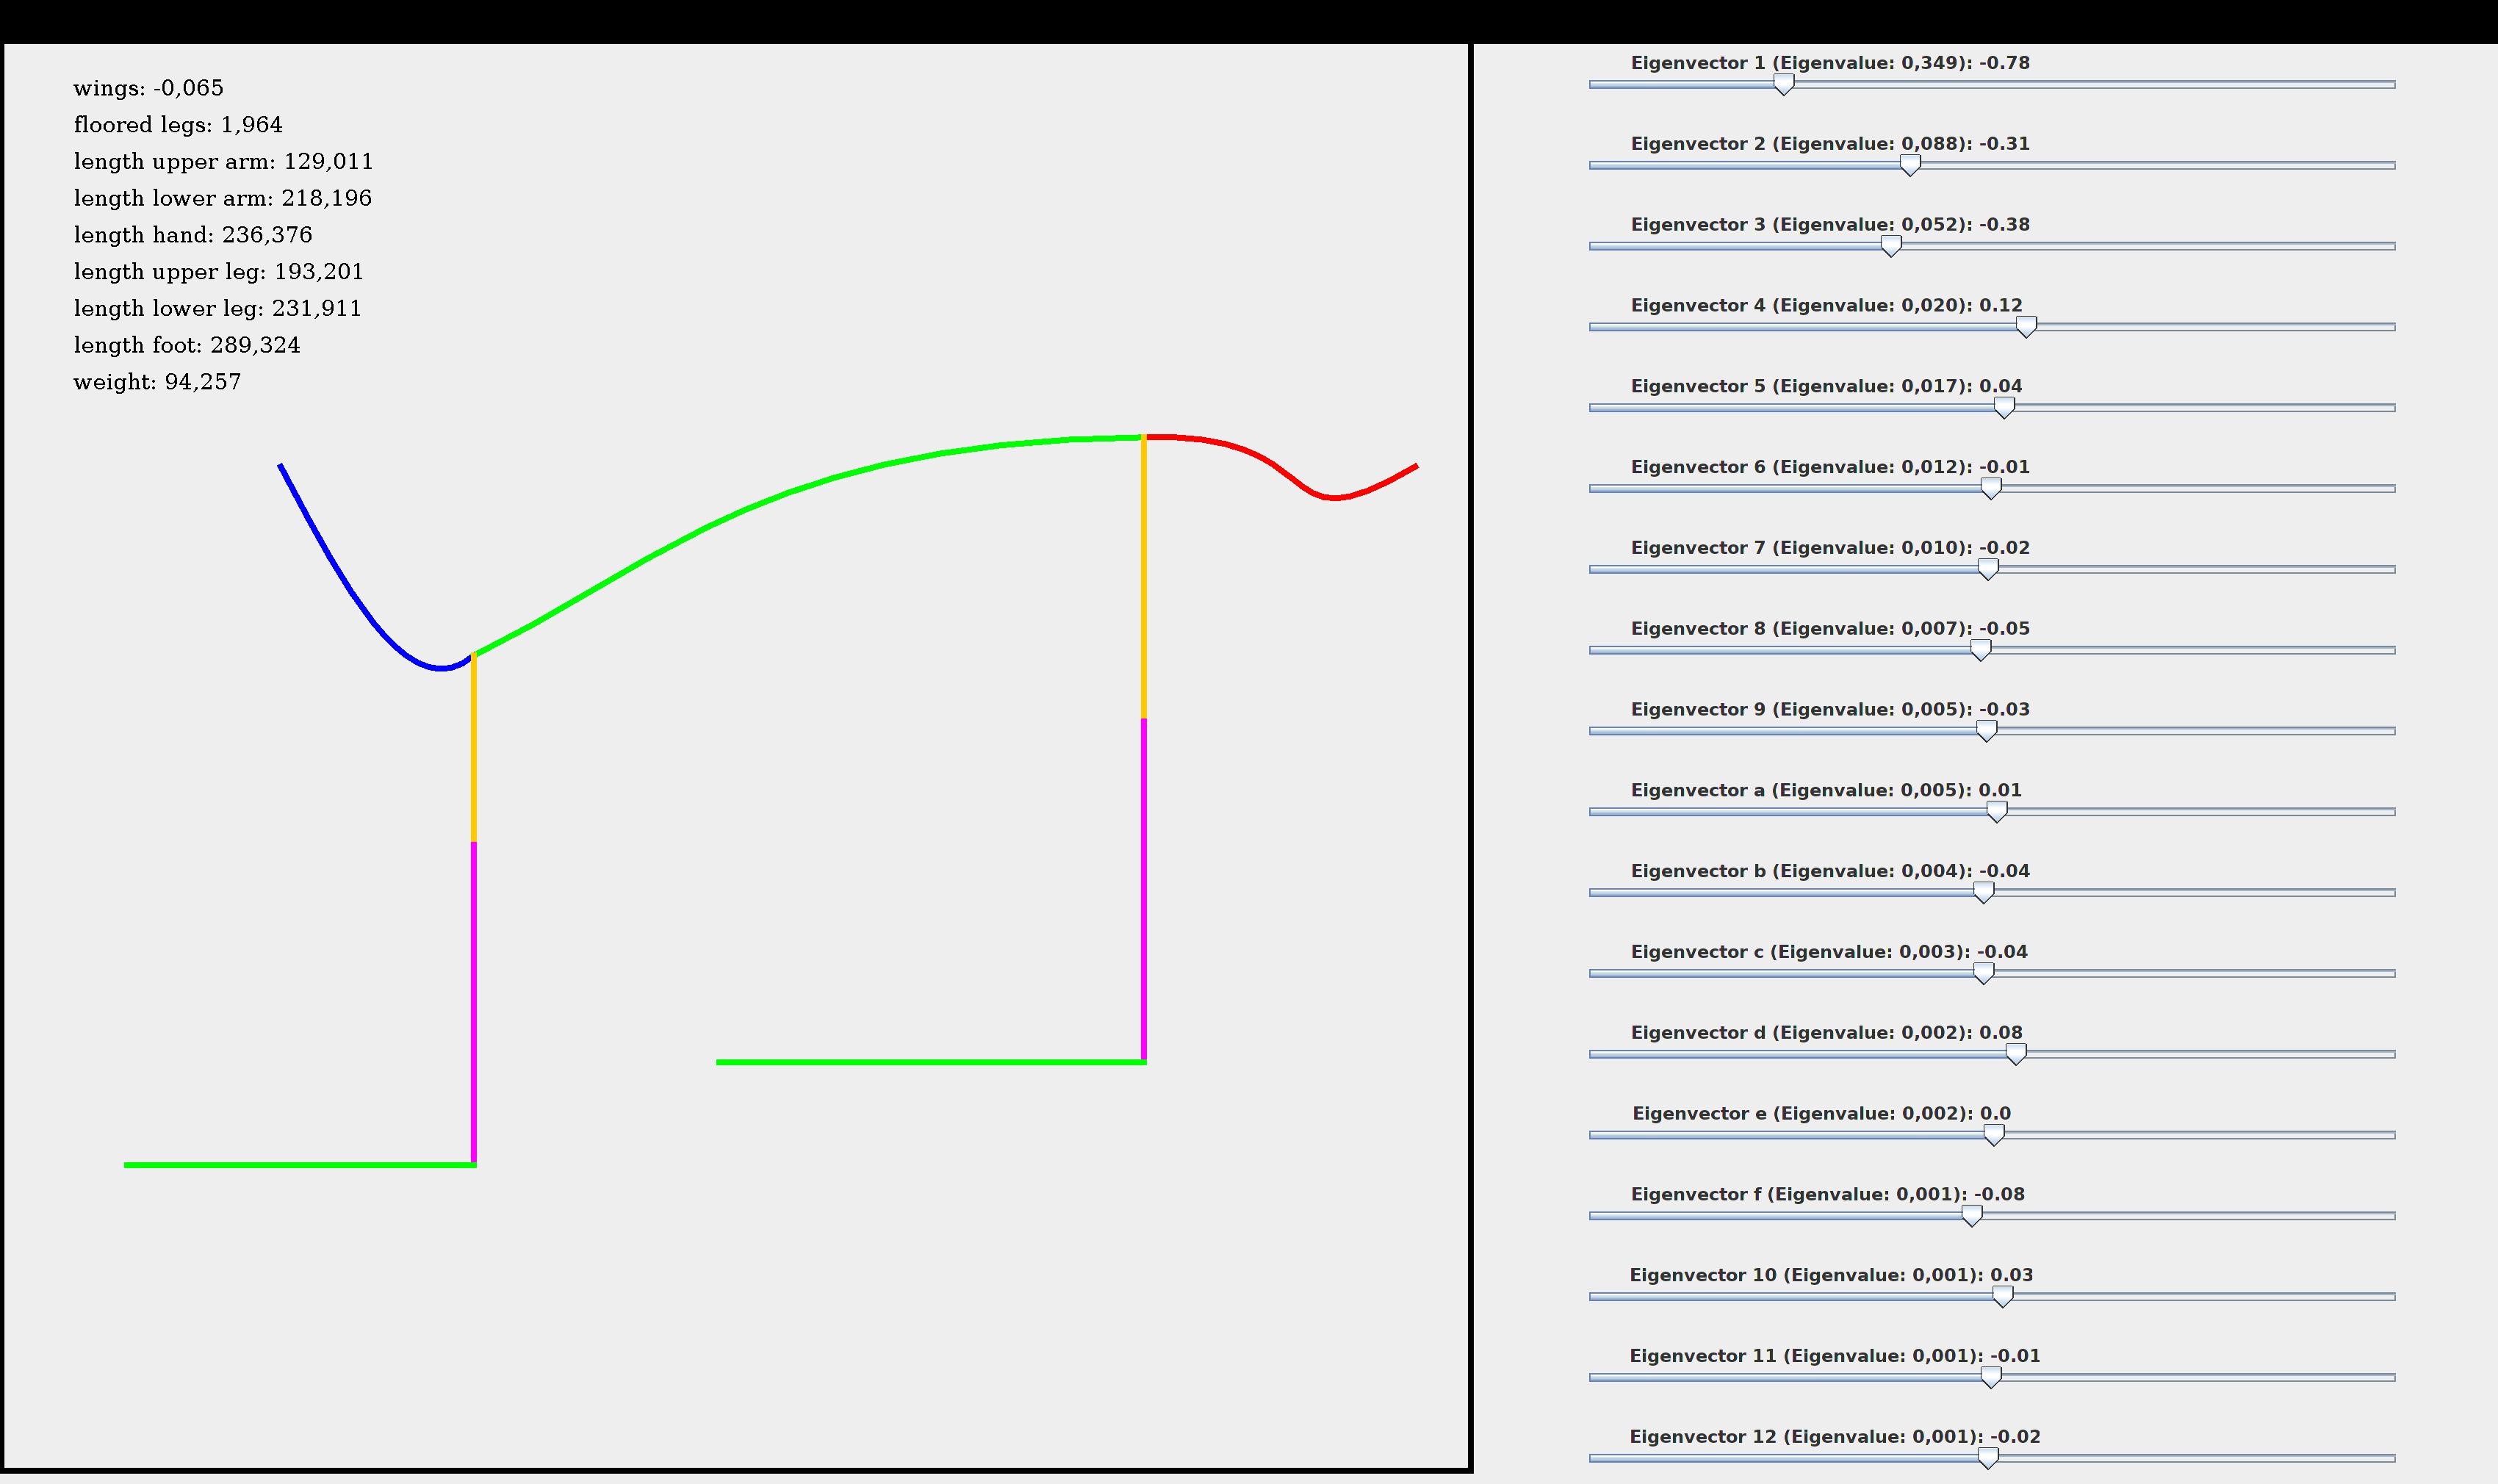 wings: -0,065
floored legs: 1,964
length upper arm: 129,011
length lower arm: 218,196
length hand: 236,376
length upper leg: 193,201
length lower leg: 231,911
length foot: 289,324
weight: 94,257
Eigenvector 1 (Eigenvalue: 0,349): -0.78
Eigenvector 2 (Eigenvalue: 0,088): -0.31
Eigenvector 3 (Eigenvalue: 0,052): -0.38
Eigenvector 4 (Eigenvalue: 0,020): 0.12
Eigenvector 5 (Eigenvalue: 0,017): 0.04
Eigenvector 6 (Eigenvalue: 0,012): -0.01
Eigenvector 7 (Eigenvalue: 0,010): -0.02
Eigenvector 8 (Eigenvalue: 0,007): -0.05
Eigenvector 9 (Eigenvalue: 0,005): -0.03
Eigenvector a (Eigenvalue: 0,005): 0.01
Eigenvector b (Eigenvalue: 0,004): -0.04
Eigenvector c (Eigenvalue: 0,003): -0.04
Eigenvector d (Eigenvalue: 0,002): 0.08
Eigenvector e (Eigenvalue: 0,002): 0.0
Eigenvector f (Eigenvalue: 0,001): -0.08
Eigenvector 10 (Eigenvalue: 0,001): 0.03
Eigenvector 11 (Eigenvalue: 0,001): -0.01
Eigenvector 12 (Eigenvalue: 0,001): -0.02